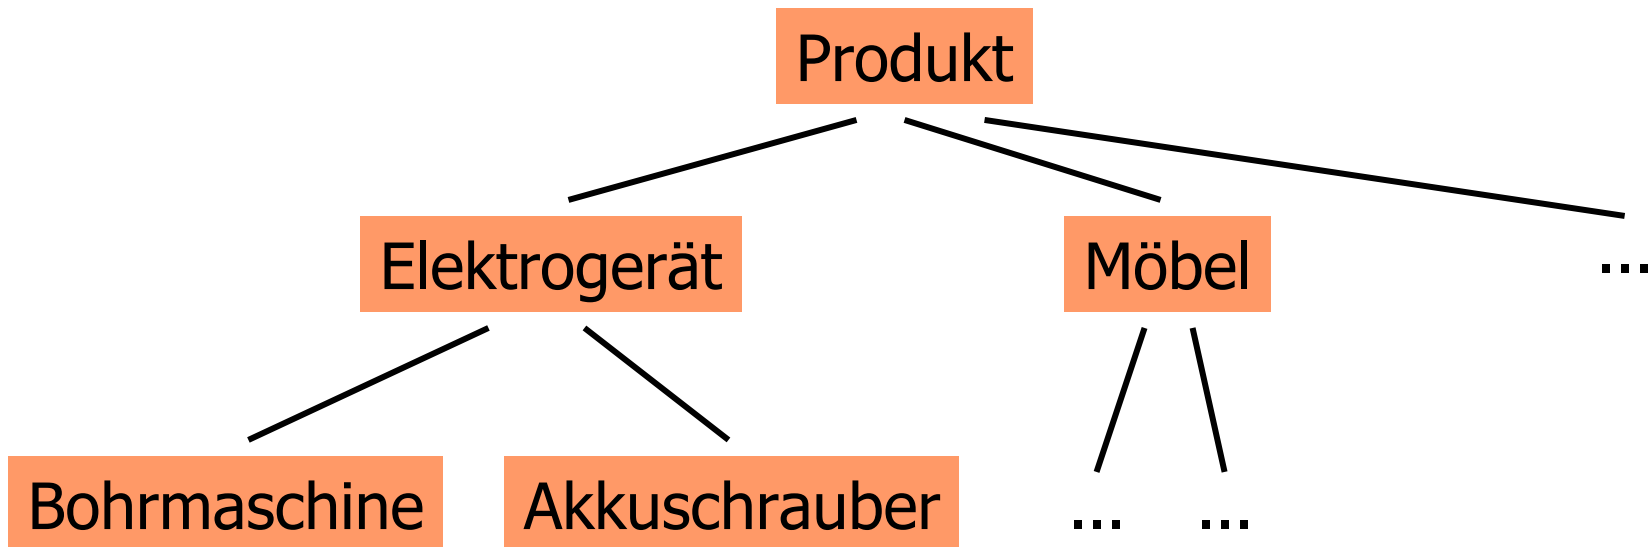 Produkt
Elektrogerät
Möbel
...
Bohrmaschine
Akkuschrauber
...
...